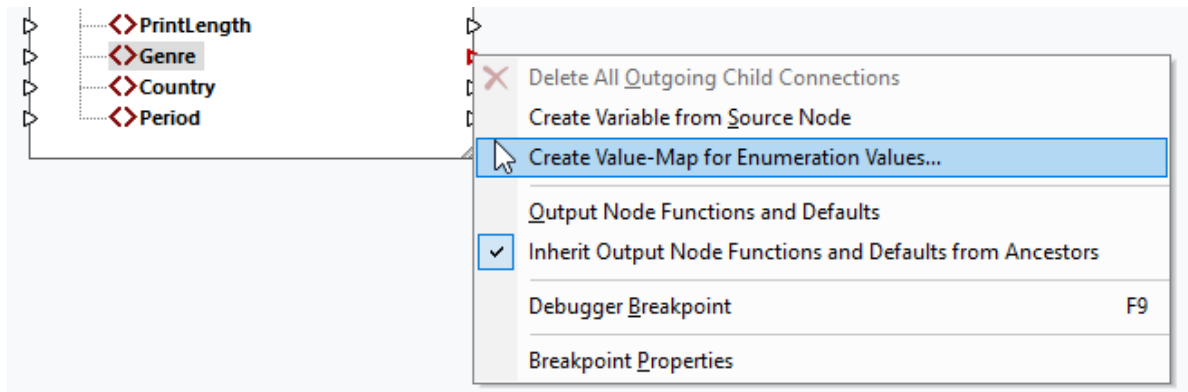 PrintLength
Genre
Country
Period
Delete All Outgoing Child Connections
Create Variable from Source Node
Create Value-Map for Enumeration Values...
Output Node Functions and Defaults
Inherit Output Node Functions and Defaults from Ancestors
Debugger Breakpoint F9
Breakpoint Properties